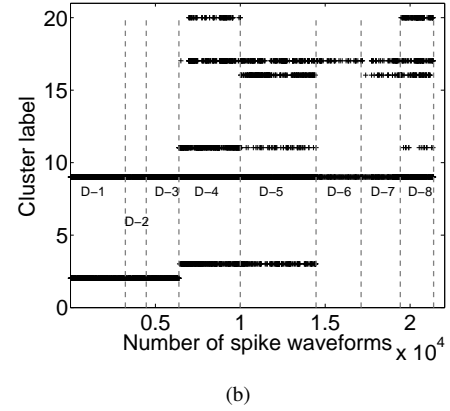 20
15
10
5
0
Cluster label
D-1
D-2
D-3
D-4
D-5
D-6
D-7
D-8
0.5 1 1.5 2
Number of spike waveforms x 10^4
(b)